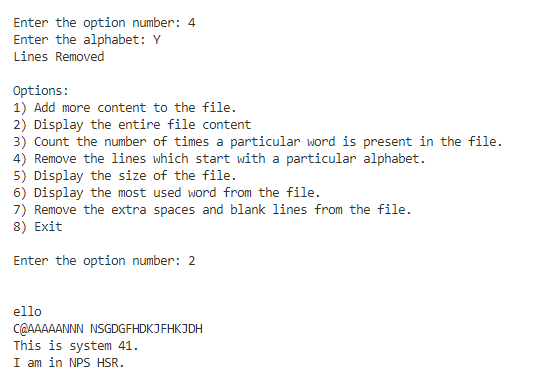 Enter the option number: 4
Enter the alphabet: Y
Lines Removed
Options:
1) Add more content to the file.
2) Display the entire file content
3) Count the number of times a particular word is present in the file.
4) Remove the lines which start with a particular alphabet.
5) Display the size of the file.
6) Display the most used word from the file.
7) Remove the extra spaces and blank lines from the file.
8) Exit
Enter the option number: 2
ello
C@AAAAANNN NSGDGFHDKJFHKJDH
This is system 41.
I am in NPS HSR.